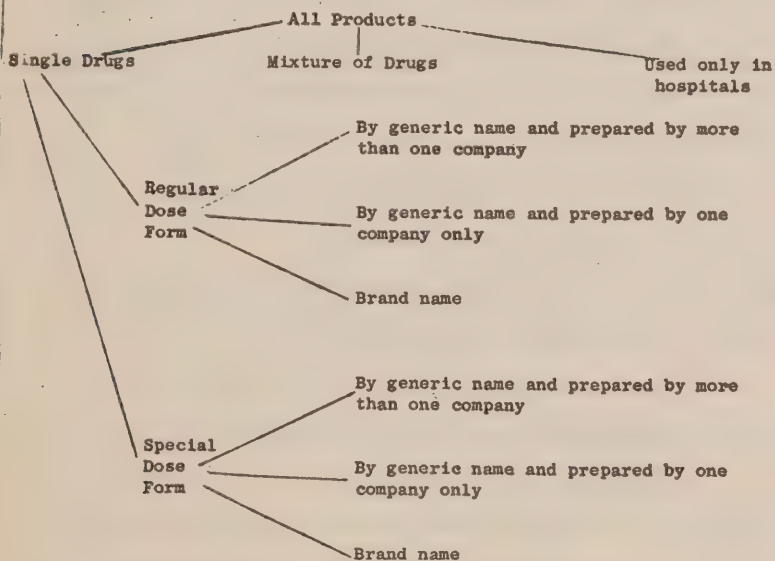 All Products
Single Drugs
Mixture of Drugs
Used only in
hospitals
By generic name and prepared by more
than one company
Regular
Dose
Form
By generic name and prepared by one
company only
Brand name
By generic name and prepared by more
than one company
Special
Dose
Form
By generic name and prepared by one
company only
Brand name